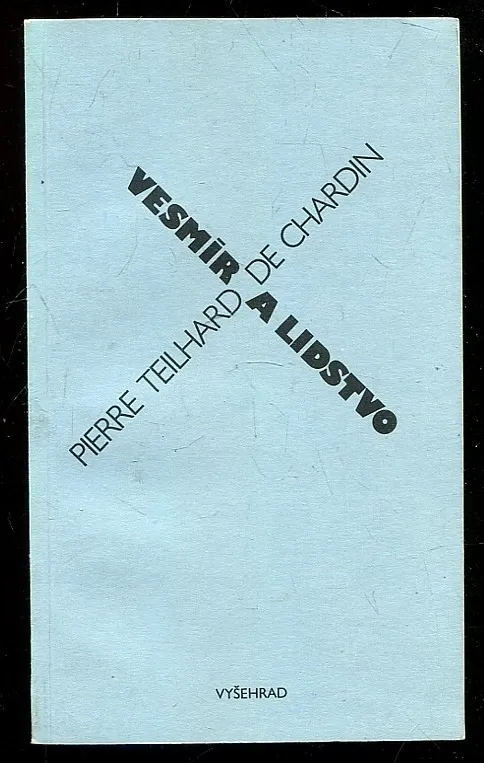 VESMÍR A LIDSTVO
PIERRE TEILHARD DE CHARDIN
VYŠEHRAD